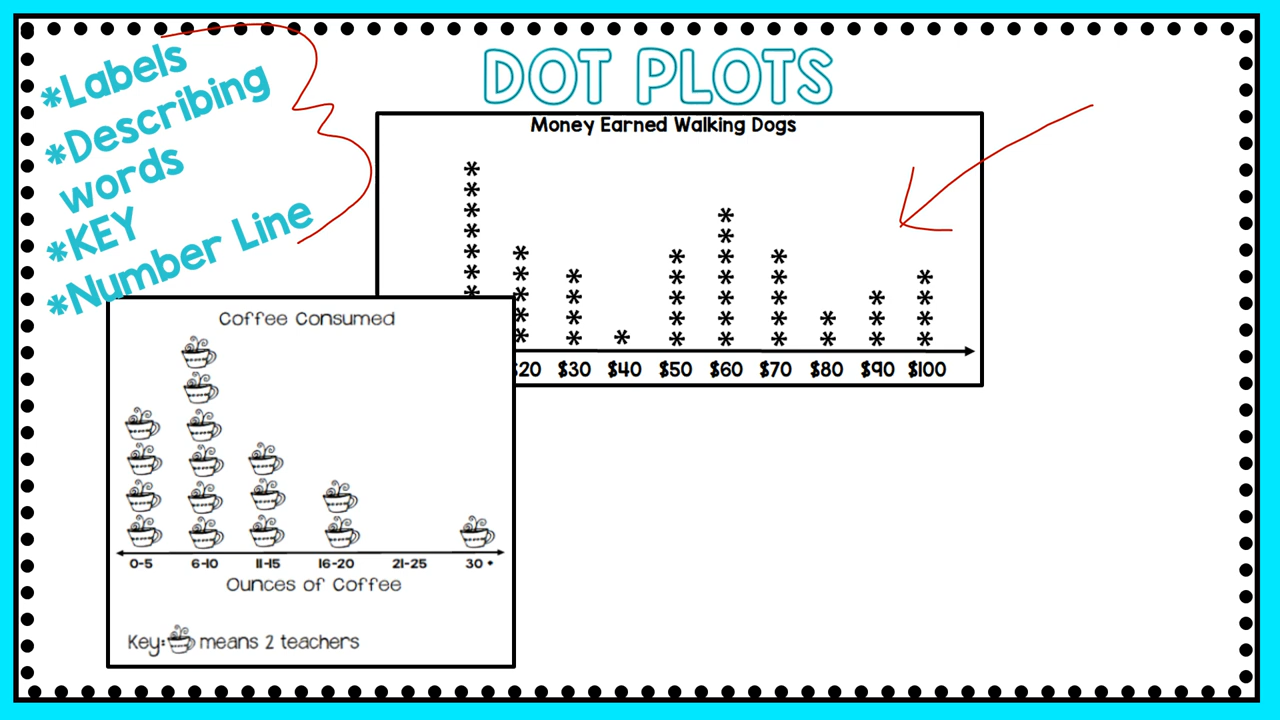 DOT PLOTS
*Labels
*Describing
words
*KEY
*Number Line
Money Earned Walking Dogs
$20 $30 $40 $50 $60 $70 $80 $90 $100
Coffee Consumed
0-5 6-10 11-15 16-20 21-25 30 +
Ounces of Coffee
Key: means 2 teachers